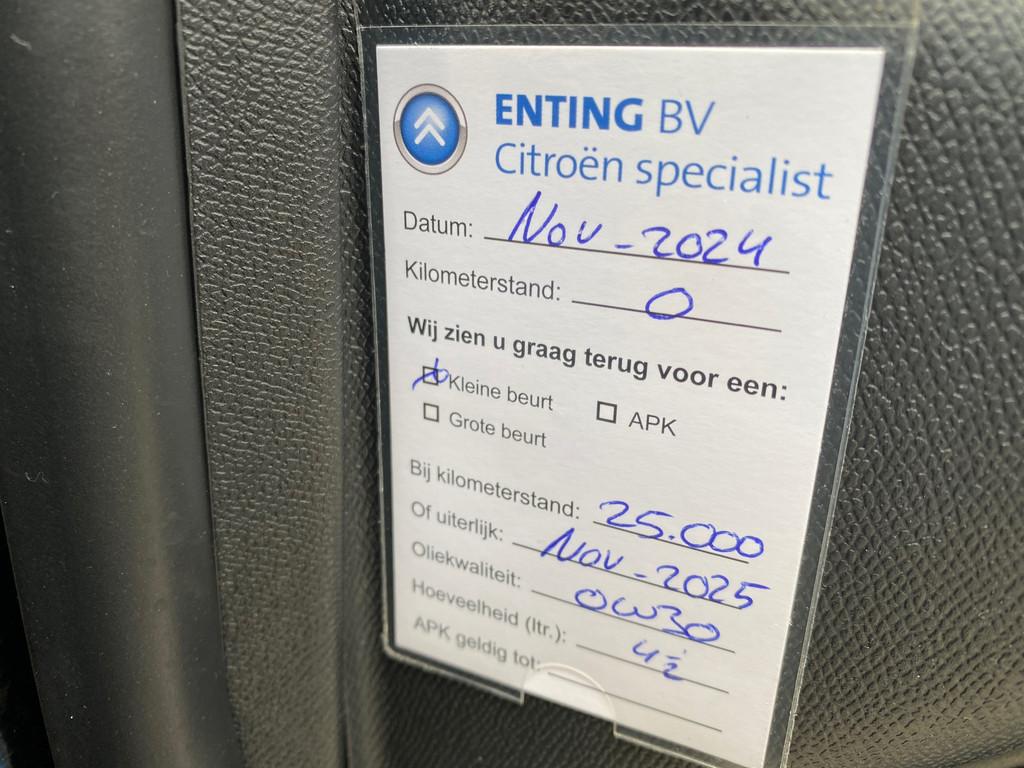 ENTING BV
Citroën specialist
Datum: Nov-2024
Kilometerstand: 0
Wij zien u graag terug voor een:
Kleine beurt APK
Grote beurt
Bij kilometerstand: 25.000
Of uiterlijk: Nov-2025
Oliekwaliteit: 0W30
Hoeveelheid (ltr.): 4½
APK geldig tot: